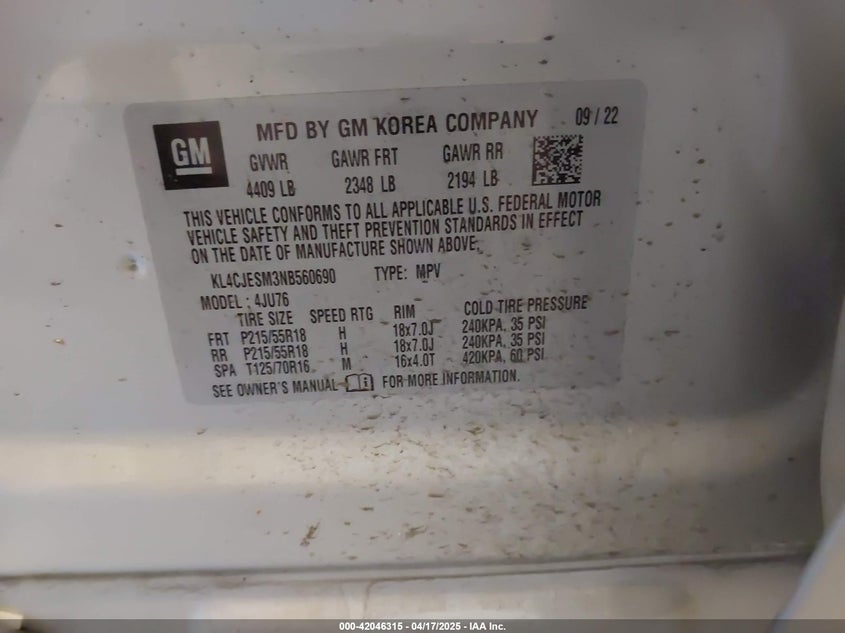 GM
MFD BY GM KOREA COMPANY 09 / 22
GVWR GAWR FRT GAWR RR
4409 LB 2348 LB 2194 LB
THIS VEHICLE CONFORMS TO ALL APPLICABLE U.S. FEDERAL MOTOR
VEHICLE SAFETY AND THEFT PREVENTION STANDARDS IN EFFECT
ON THE DATE OF MANUFACTURE SHOWN ABOVE.
KL4CJESM3NB560690 TYPE: MPV
MODEL : 4JU76
TIRE SIZE SPEED RTG RIM COLD TIRE PRESSURE
FRT P215/55R18 H 18x7.0J 240KPA, 35 PSI
RR P215/55R18 H 18x7.0J 240KPA, 35 PSI
SPA T125/70R16 M 16x4.0T 420KPA, 60 PSI
SEE OWNER'S MANUAL FOR MORE INFORMATION.
000-42046315 - 04/17/2025 - IAA Inc.